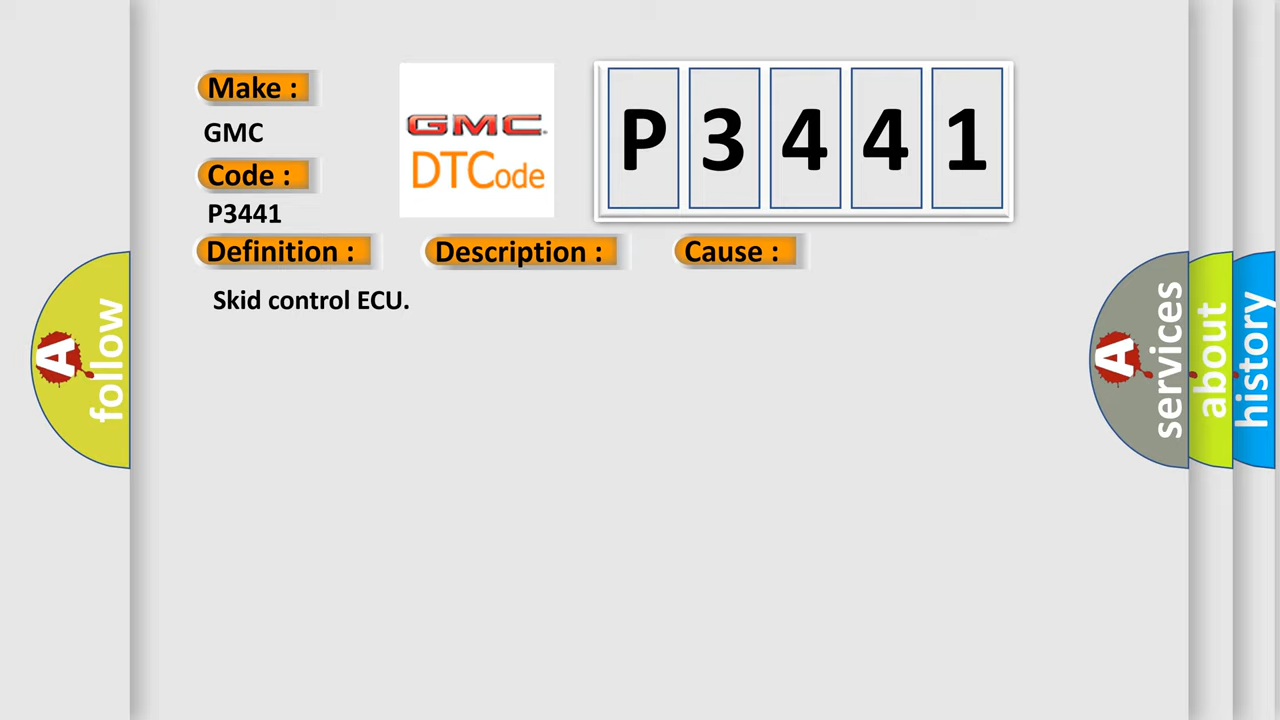 Make :
GMC
Code :
P3441
GMC
DTCode
P 3 4 4 1
Definition :
Description :
Cause :
Skid control ECU.
A
follow
A
services
about
history